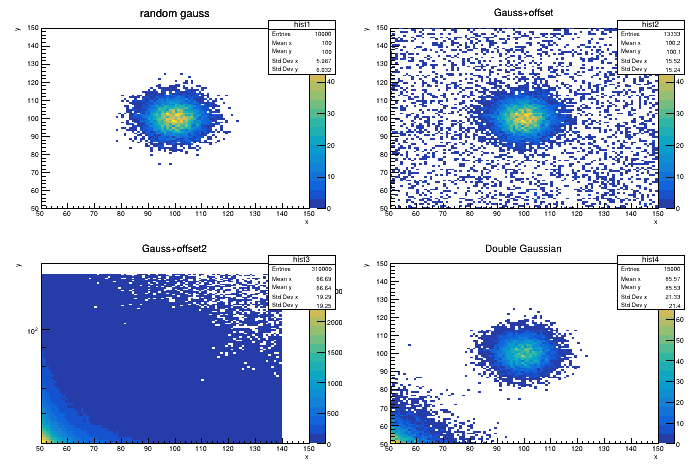 random gauss
hist1
Entries 10000
Mean x 100
Mean y 100
Std Dev x 5.987
Std Dev y 6.032
y
150
140
130
120
110
100
90
80
70
60
50
50 60 70 80 90 100 110 120 130 140 150
x
40
30
20
10
0
Gauss+offset
hist2
Entries 13333
Mean x 100.2
Mean y 100.1
Std Dev x 15.52
Std Dev y 15.24
y
150
140
130
120
110
100
90
80
70
60
50
50 60 70 80 90 100 110 120 130 140 150
x
40
30
20
10
0
Gauss+offset2
hist3
Entries 310000
Mean x 66.69
Mean y 66.64
Std Dev x 19.29
Std Dev y 19.25
y
10²
50 60 70 80 90 100 110 120 130 140 150
x
2000
1500
1000
500
0
Double Gaussian
hist4
Entries 15000
Mean x 85.57
Mean y 85.53
Std Dev x 21.33
Std Dev y 21.4
y
150
140
130
120
110
100
90
80
70
60
50
50 60 70 80 90 100 110 120 130 140 150
x
60
50
40
30
20
10
0